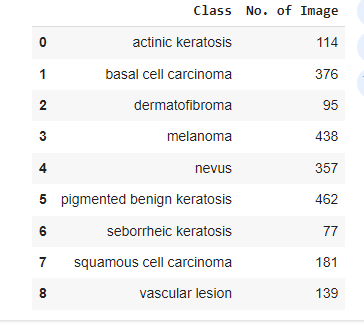 Class No. of Image
0 actinic keratosis 114
1 basal cell carcinoma 376
2 dermatofibroma 95
3 melanoma 438
4 nevus 357
5 pigmented benign keratosis 462
6 seborrheic keratosis 77
7 squamous cell carcinoma 181
8 vascular lesion 139